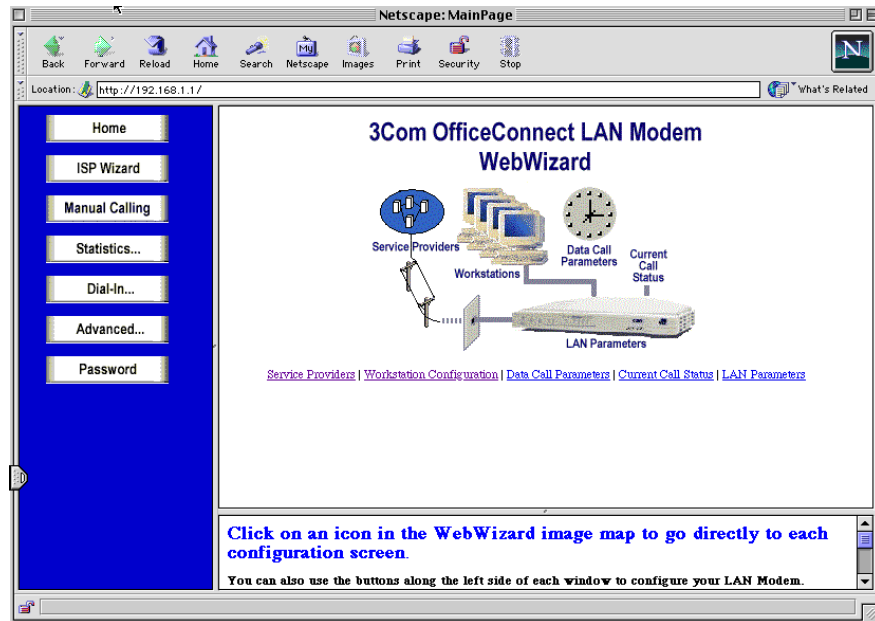 Netscape: MainPage
Back Forward Reload Home Search Netscape Images Print Security Stop
My
N
Location: http://192.168.1.1/ What's Related
Home
ISP Wizard
Manual Calling
Statistics...
Dial-In...
Advanced...
Password
3Com OfficeConnect LAN Modem
WebWizard
Service Providers
Workstations
Data Call
Parameters
Current
Call
Status
LAN Parameters
Service Providers | Workstation Configuration | Data Call Parameters | Current Call Status | LAN Parameters
Click on an icon in the WebWizard image map to go directly to each
configuration screen.
You can also use the buttons along the left side of each window to configure your LAN Modem.